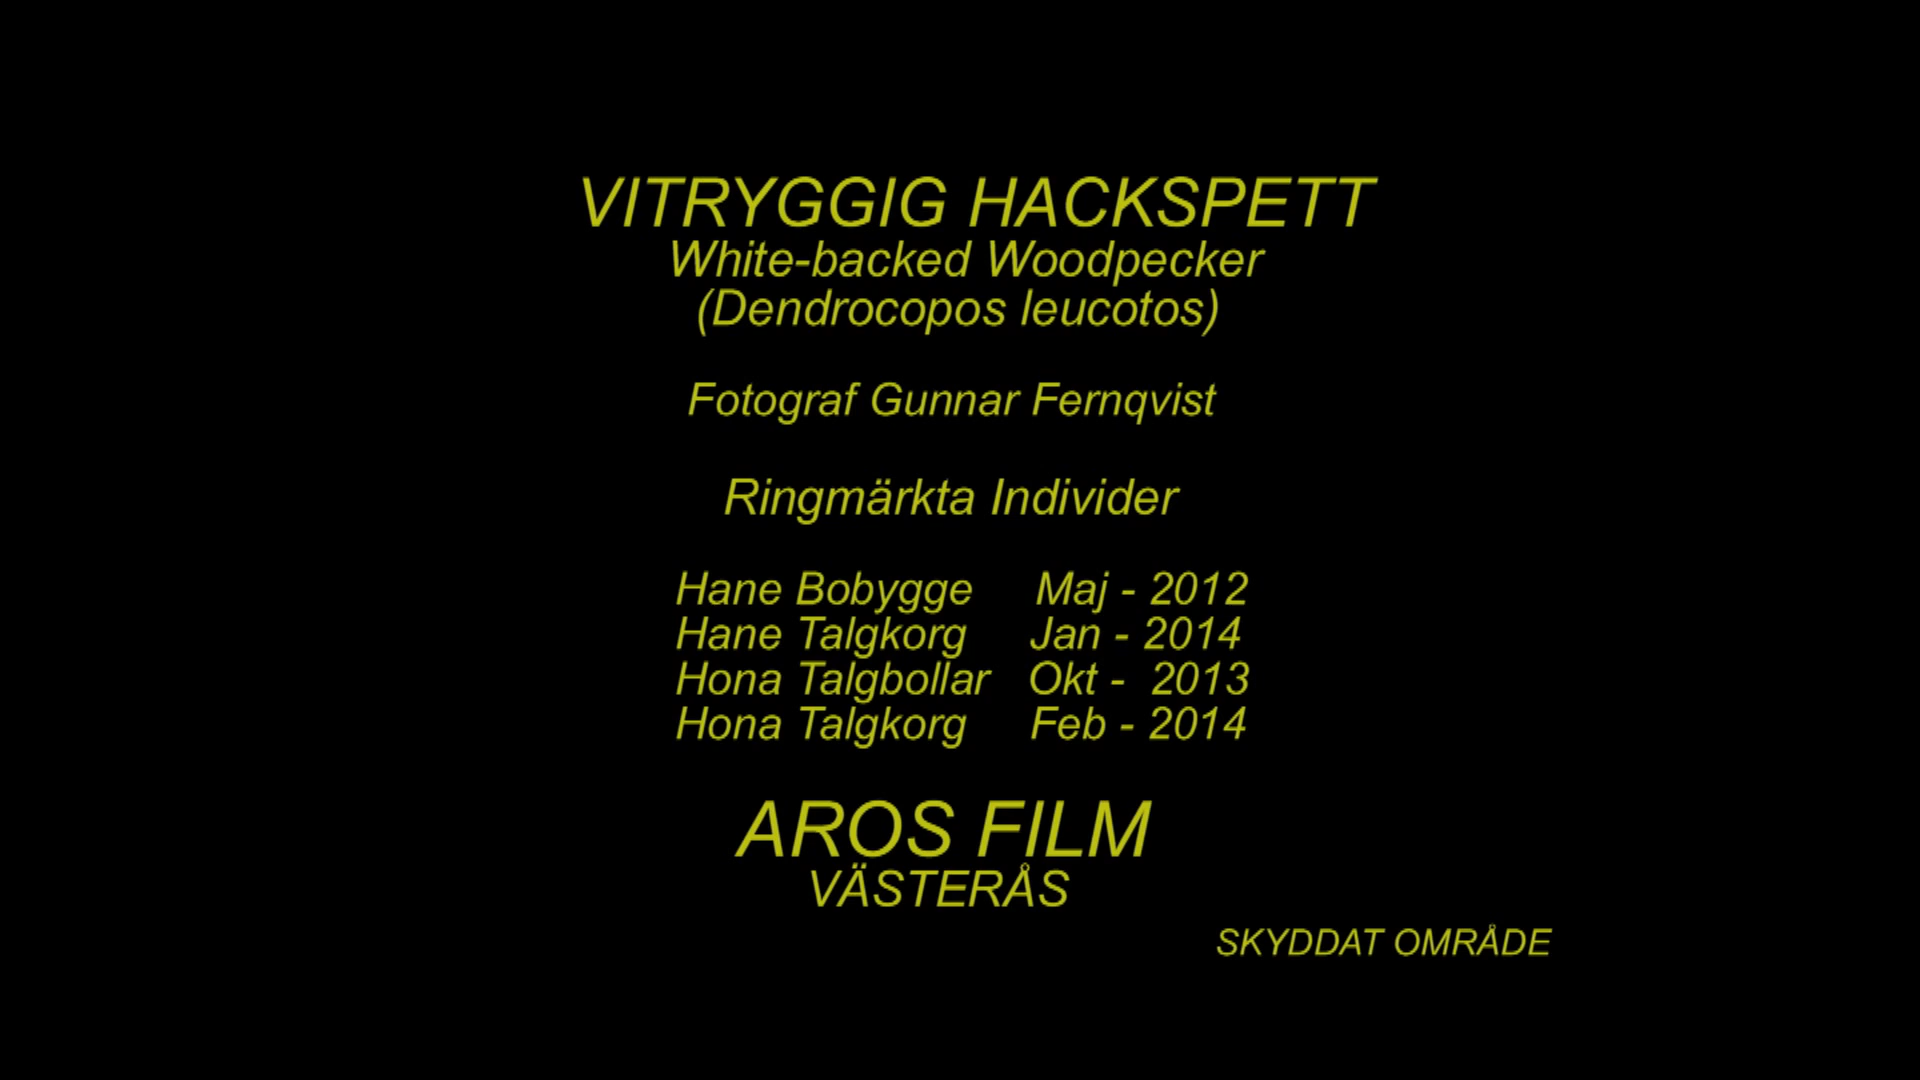 VITRYGGIG HACKSPETT
White-backed Woodpecker
(Dendrocopos leucotos)
Fotograf Gunnar Fernqvist
Ringmärkta Individer
Hane Bobygge Maj - 2012
Hane Talgkorg Jan - 2014
Hona Talgbollar Okt - 2013
Hona Talgkorg Feb - 2014
AROS FILM
VÄSTERÅS
SKYDDAT OMRÅDE